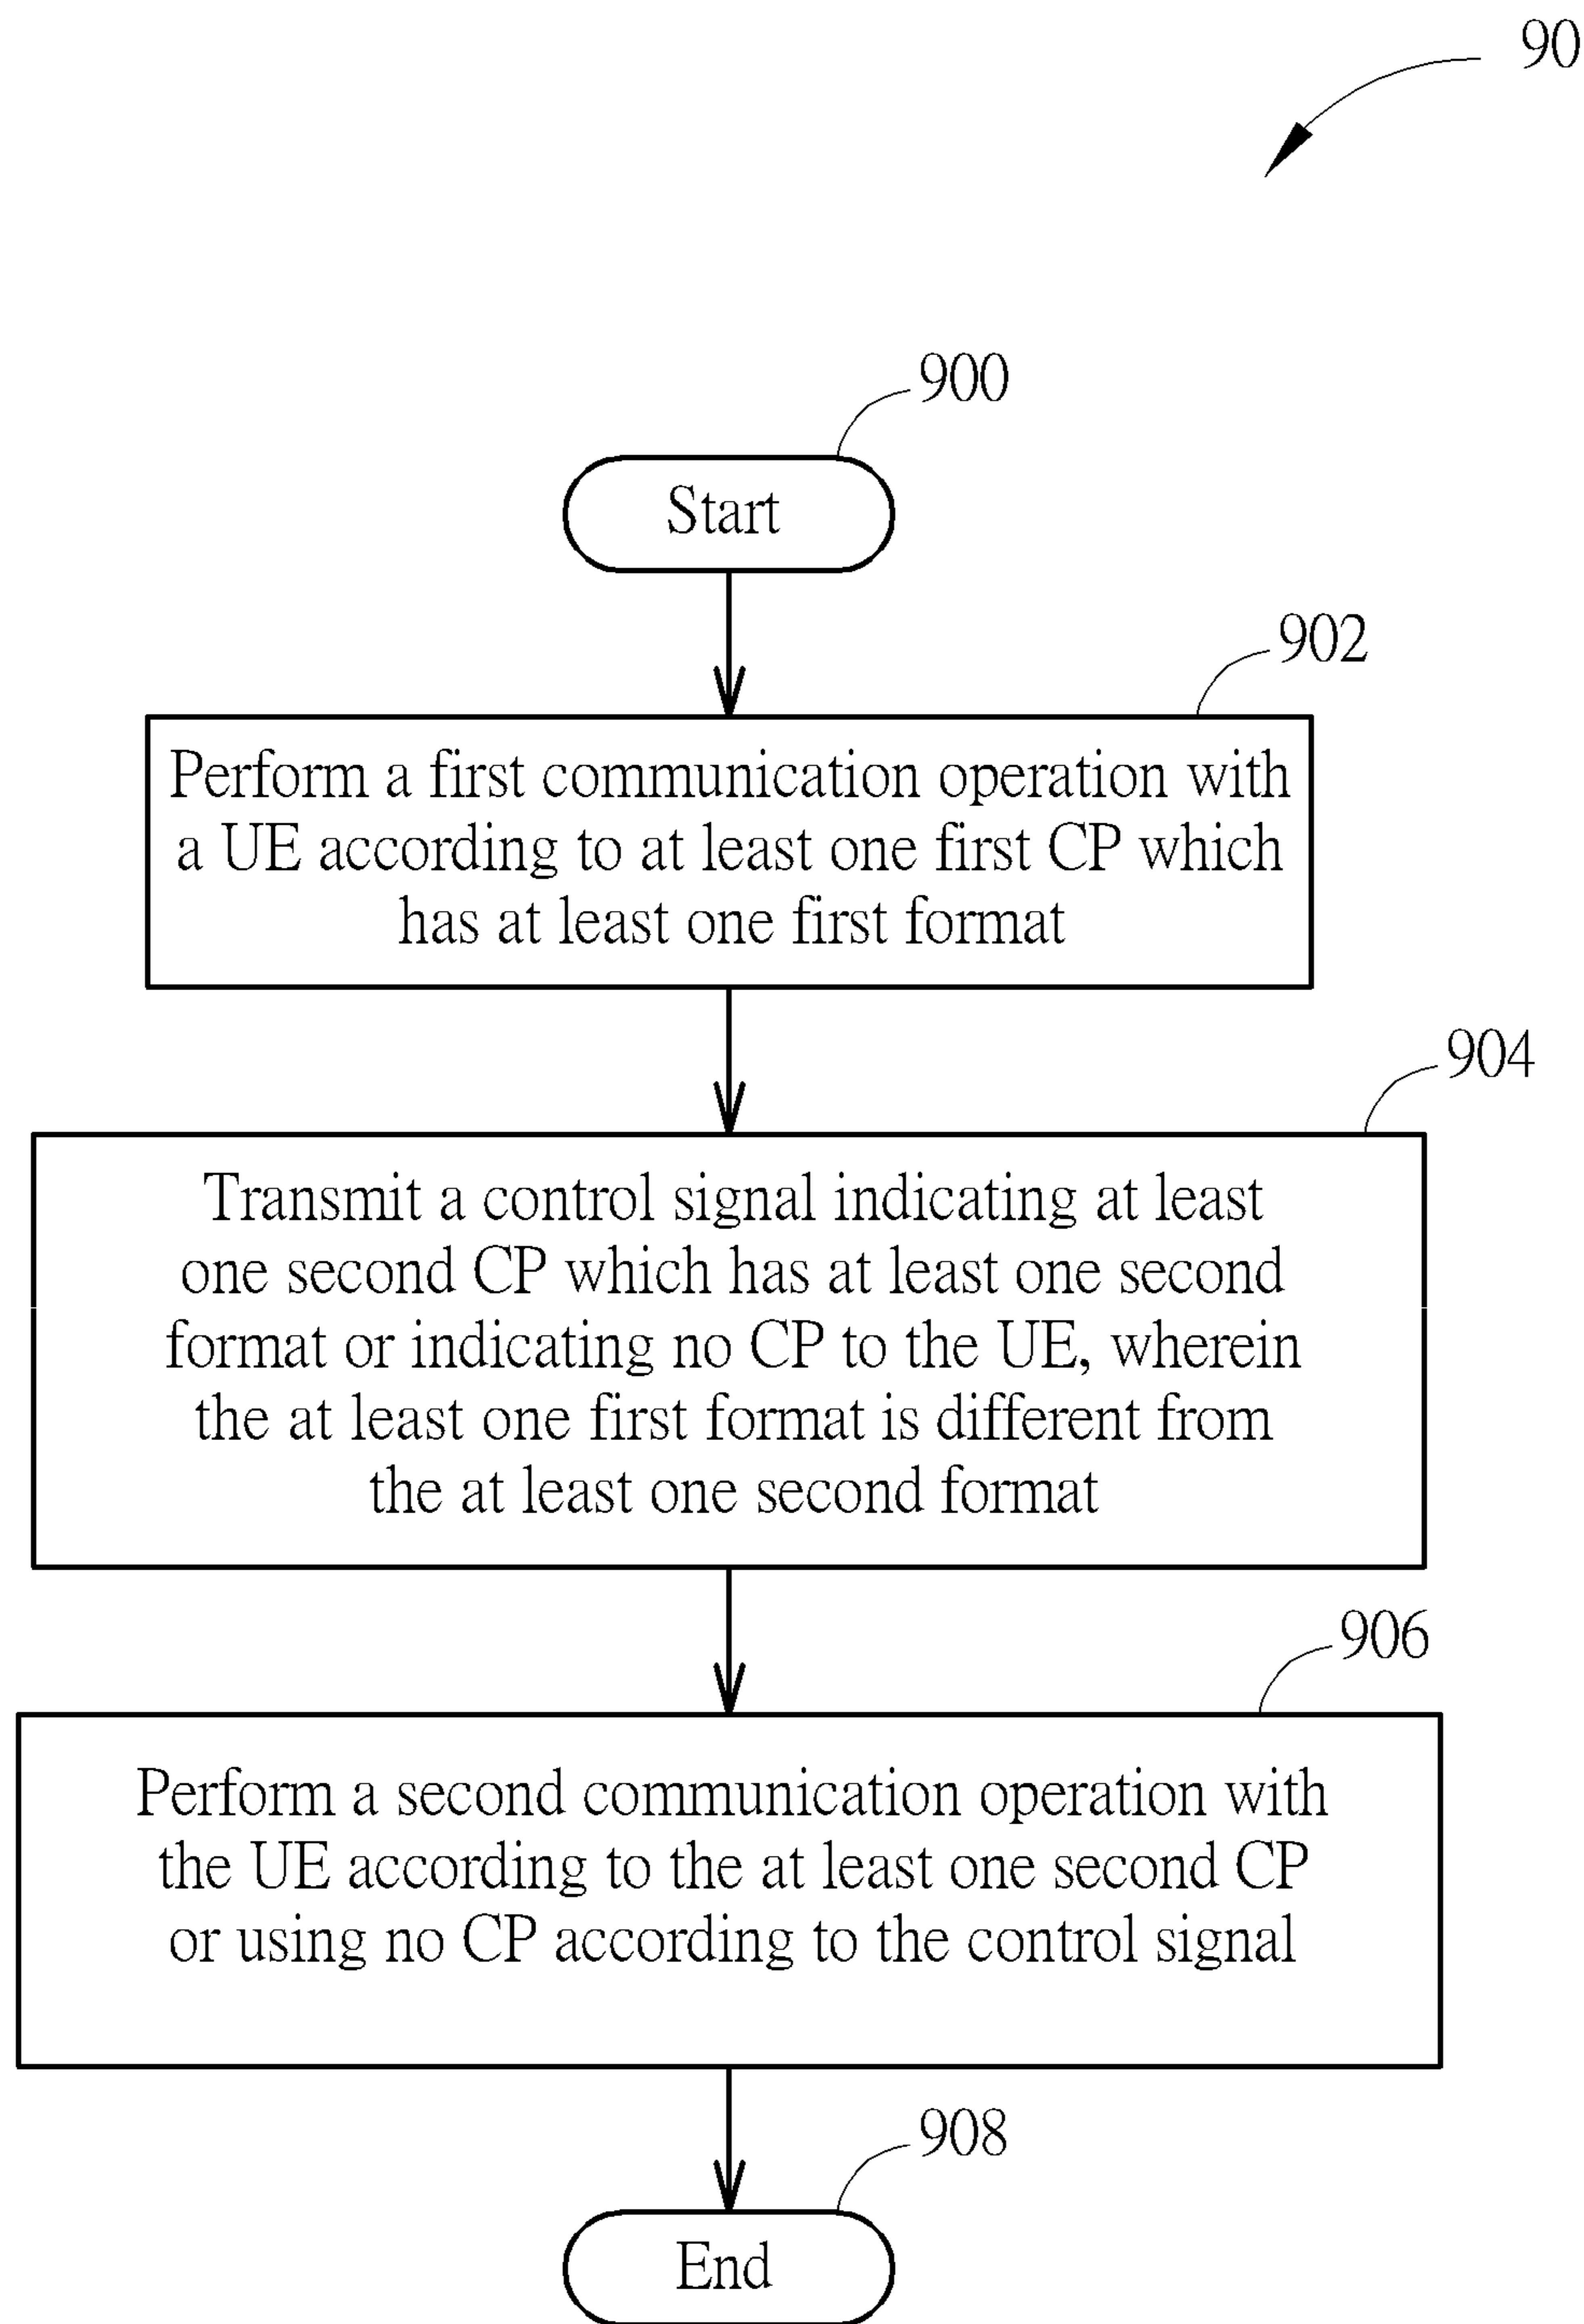 90
900
Start
902
Perform a first communication operation with
a UE according to at least one first CP which
has at least one first format
904
Transmit a control signal indicating at least
one second CP which has at least one second
format or indicating no CP to the UE, wherein
the at least one first format is different from
the at least one second format
906
Perform a second communication operation with
the UE according to the at least one second CP
or using no CP according to the control signal
908
End